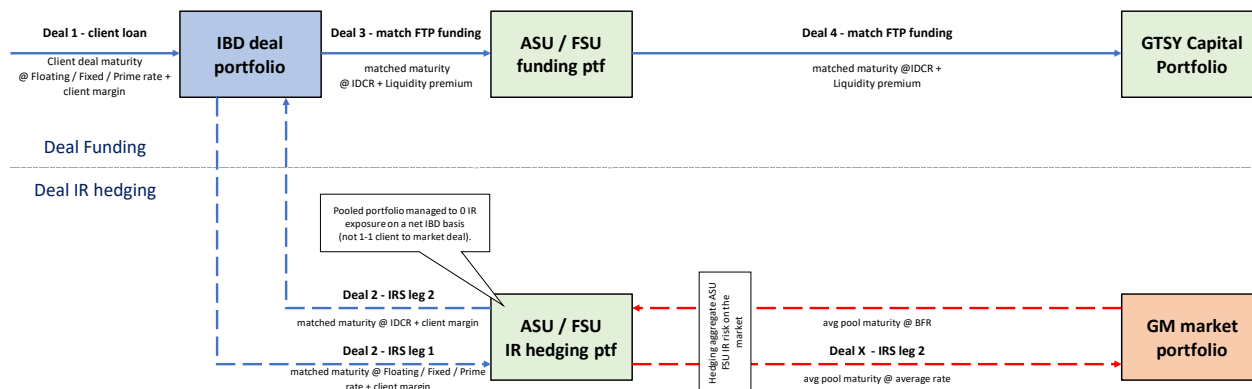 Deal 1 - client loan
Client deal maturity
@ Floating / Fixed / Prime rate +
client margin
IBD deal
portfolio
Deal 3 - match FTP funding
matched maturity
@ IDCR + Liquidity premium
ASU / FSU
funding ptf
Deal 4 - match FTP funding
matched maturity @IDCR +
Liquidity premium
GTSY Capital
Portfolio
Deal Funding
Deal IR hedging
Pooled portfolio managed to 0 IR
exposure on a net IBD basis
(not 1-1 client to market deal).
Deal 2 - IRS leg 2
matched maturity @ IDCR + client margin
Deal 2 - IRS leg 1
matched maturity @ Floating / Fixed / Prime
rate + client margin
ASU / FSU
IR hedging ptf
Hedging aggregate ASU
FSU IR risk on the
market
avg pool maturity @ BFR
Deal X - IRS leg 2
avg pool maturity @ average rate
GM market
portfolio